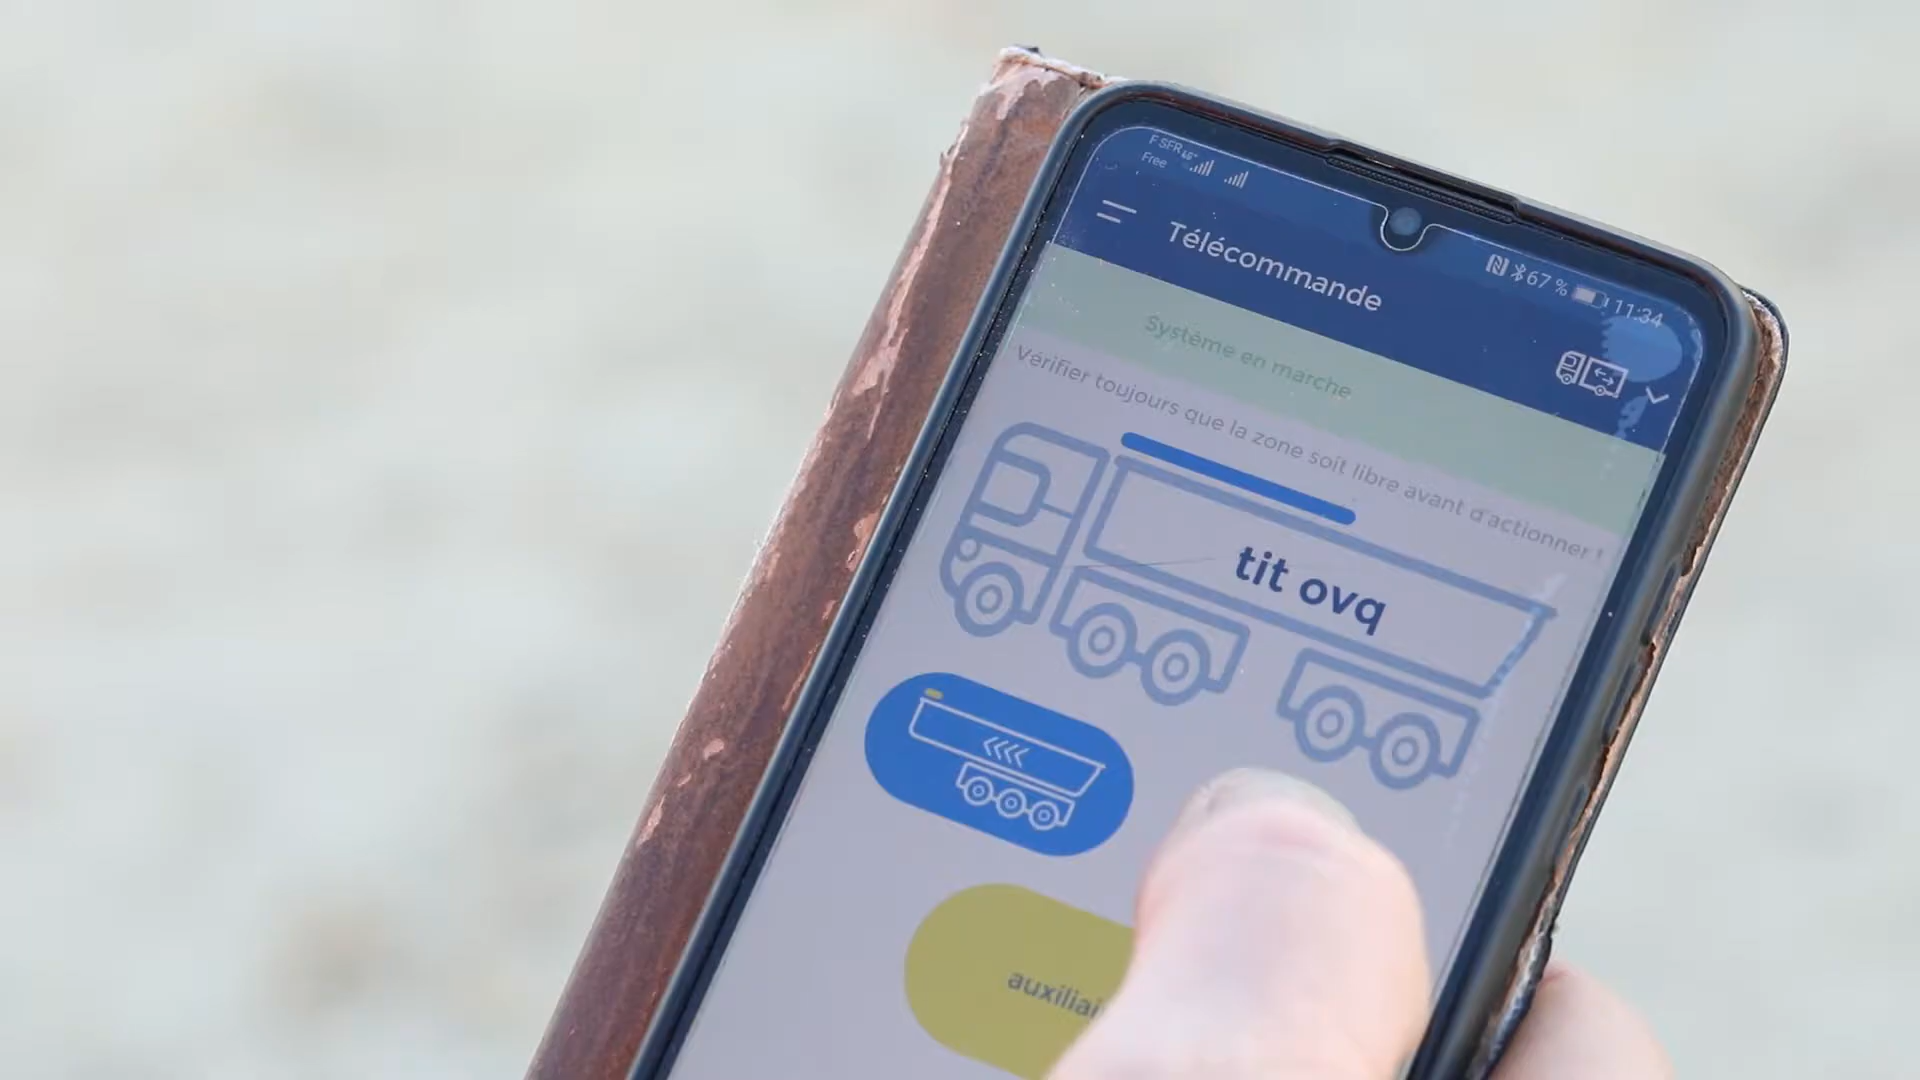 F SFR 4G+
Free
67 % 11:34
Télécommande
Système en marche
Vérifier toujours que la zone soit libre avant d'actionner !
tit ovq